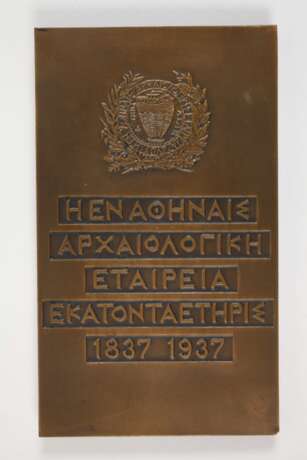 Η ΕΝ ΑΘΗΝΑΙΣ
ΑΡΧΑΙΟΛΟΓΙΚΗ
ΕΤΑΙΡΕΙΑ
ΕΚΑΤΟΝΤΑΕΤΗΡΙΣ
1837 1937